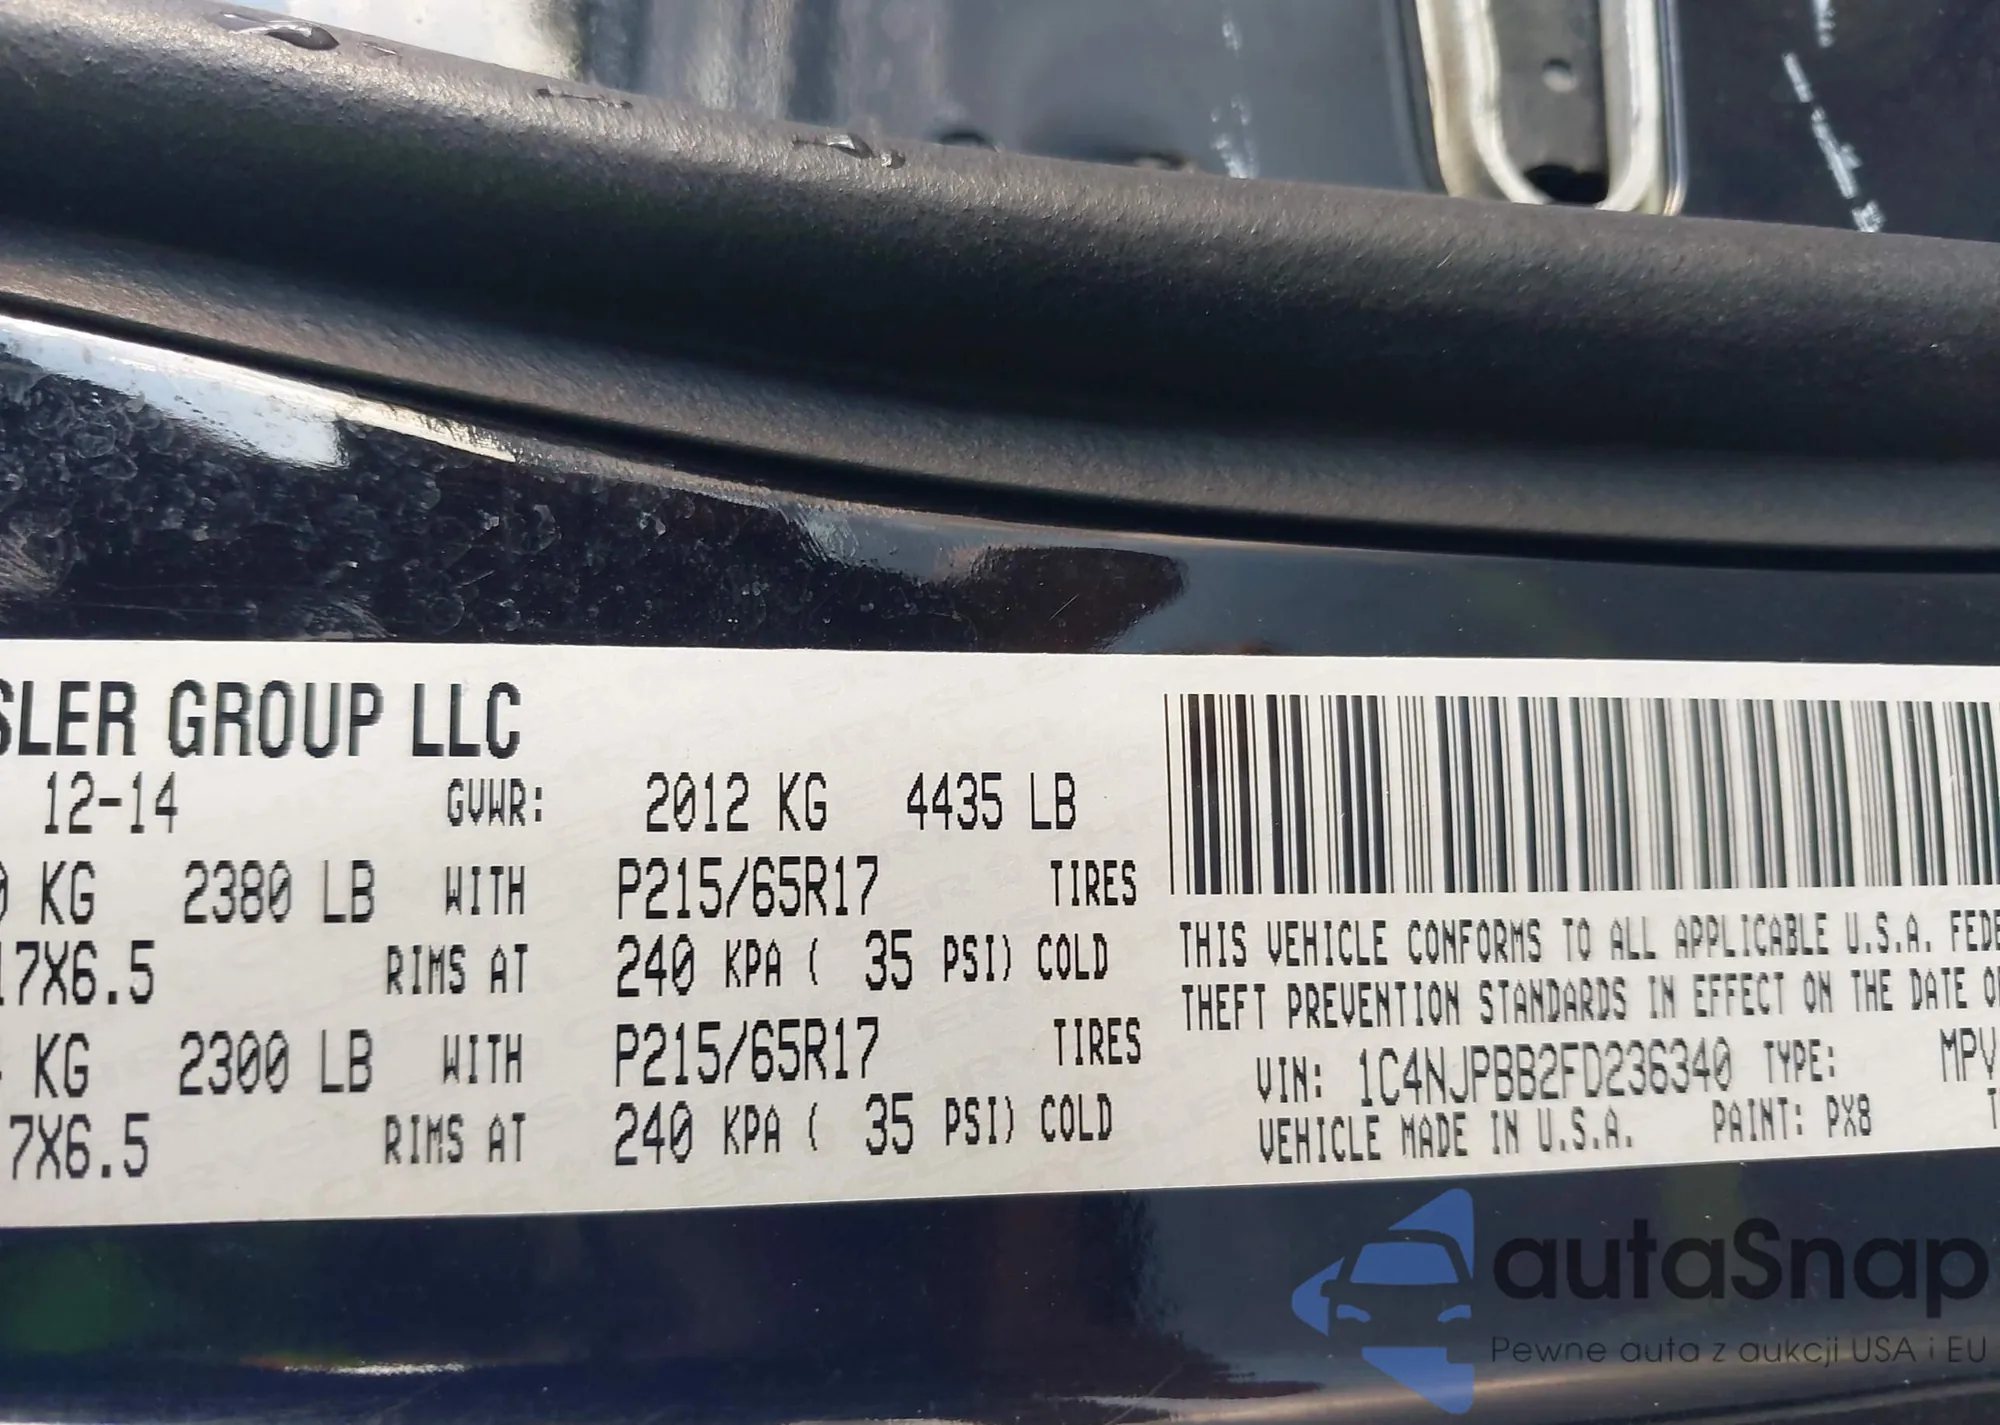 SLER GROUP LLC
12-14 GVWR: 2012 KG 4435 LB
KG 2380 LB WITH P215/65R17 TIRES
17X6.5 RIMS AT 240 KPA ( 35 PSI) COLD
KG 2300 LB WITH P215/65R17 TIRES
7X6.5 RIMS AT 240 KPA ( 35 PSI) COLD
THIS VEHICLE CONFORMS TO ALL APPLICABLE U.S.A. FEDE
THEFT PREVENTION STANDARDS IN EFFECT ON THE DATE O
VIN: 1C4NJPBB2FD236340 TYPE: MPV
VEHICLE MADE IN U.S.A. PAINT: PX8 T
autaSnap
Pewne auta z aukcji USA i EU